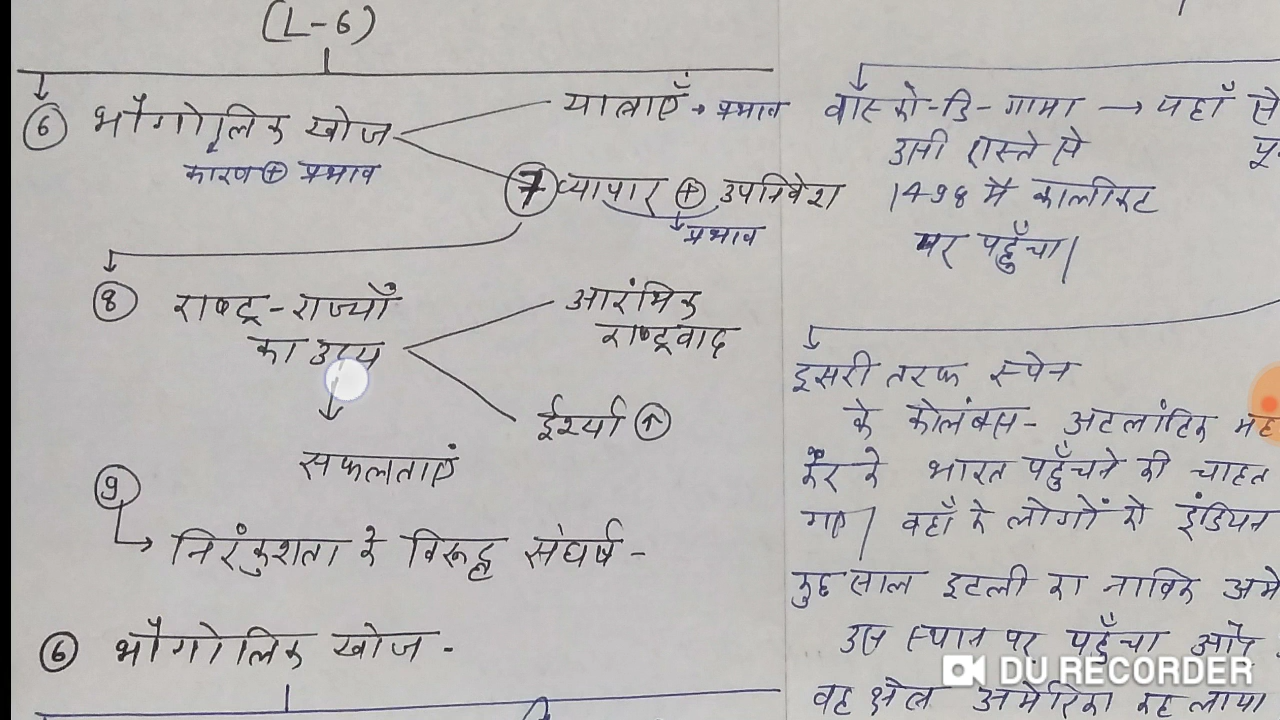 (L-6)
⑥ भौगोलिक खोज
कारण ⊕ प्रभाव
यात्राएँ → प्रभाव
⑦ व्यापार ⊕ उपनिवेश
प्रभाव
⑧ राष्ट्र-राज्यों
का उदय
आरंभिक
राष्ट्रवाद
ईर्ष्या ↑
सफलताएं
⑨
निरंकुशता के विरूद्ध संघर्ष -
⑥ भौगोलिक खोज -
वास्को-डि-गामा → यहाँ से
उसी रास्ते से
1498 में कालीकट
पर पहुँचा।
दूसरी तरफ स्पेन
के कोलंबस - अटलांटिक
कर के भारत पहुँचने की चाहत
गए। वहाँ के लोगों को इंडियन
कुछ साल इटली का नाविक
उस स्थान पर पहुँचा और
वह क्षेत्र अमेरिका कहलाया
DU RECORDER